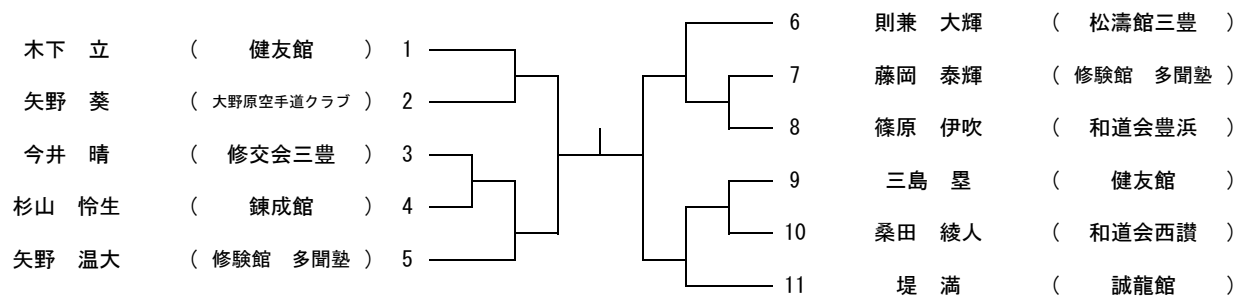 木下 立 ( 健友館 ) 1
矢野 葵 ( 大野原空手道クラブ ) 2
今井 晴 ( 修交会三豊 ) 3
杉山 怜生 ( 錬成館 ) 4
矢野 温大 ( 修験館 多聞塾 ) 5
6 則兼 大輝 ( 松濤館三豊 )
7 藤岡 泰輝 ( 修験館 多聞塾 )
8 篠原 伊吹 ( 和道会豊浜 )
9 三島 塁 ( 健友館 )
10 桑田 綾人 ( 和道会西讃 )
11 堤 満 ( 誠龍館 )